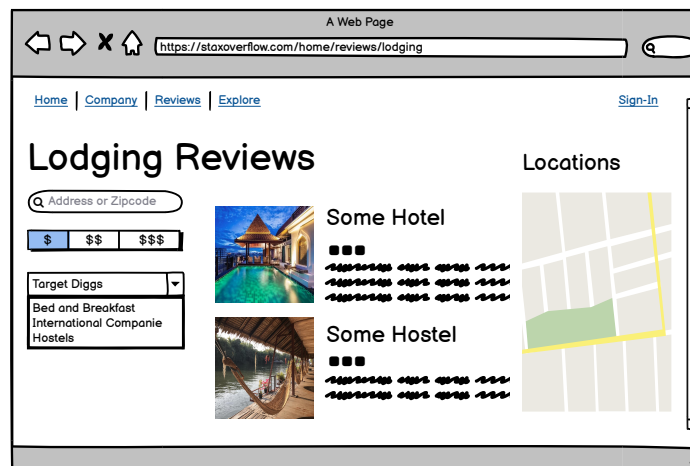 A Web Page
https://staxoverflow.com/home/reviews/lodging
Home Company Reviews Explore Sign-In
Lodging Reviews
Locations
Address or Zipcode
$ $$ $$$
Target Diggs
Bed and Breakfast
International Companie
Hostels
Some Hotel
Some Hostel